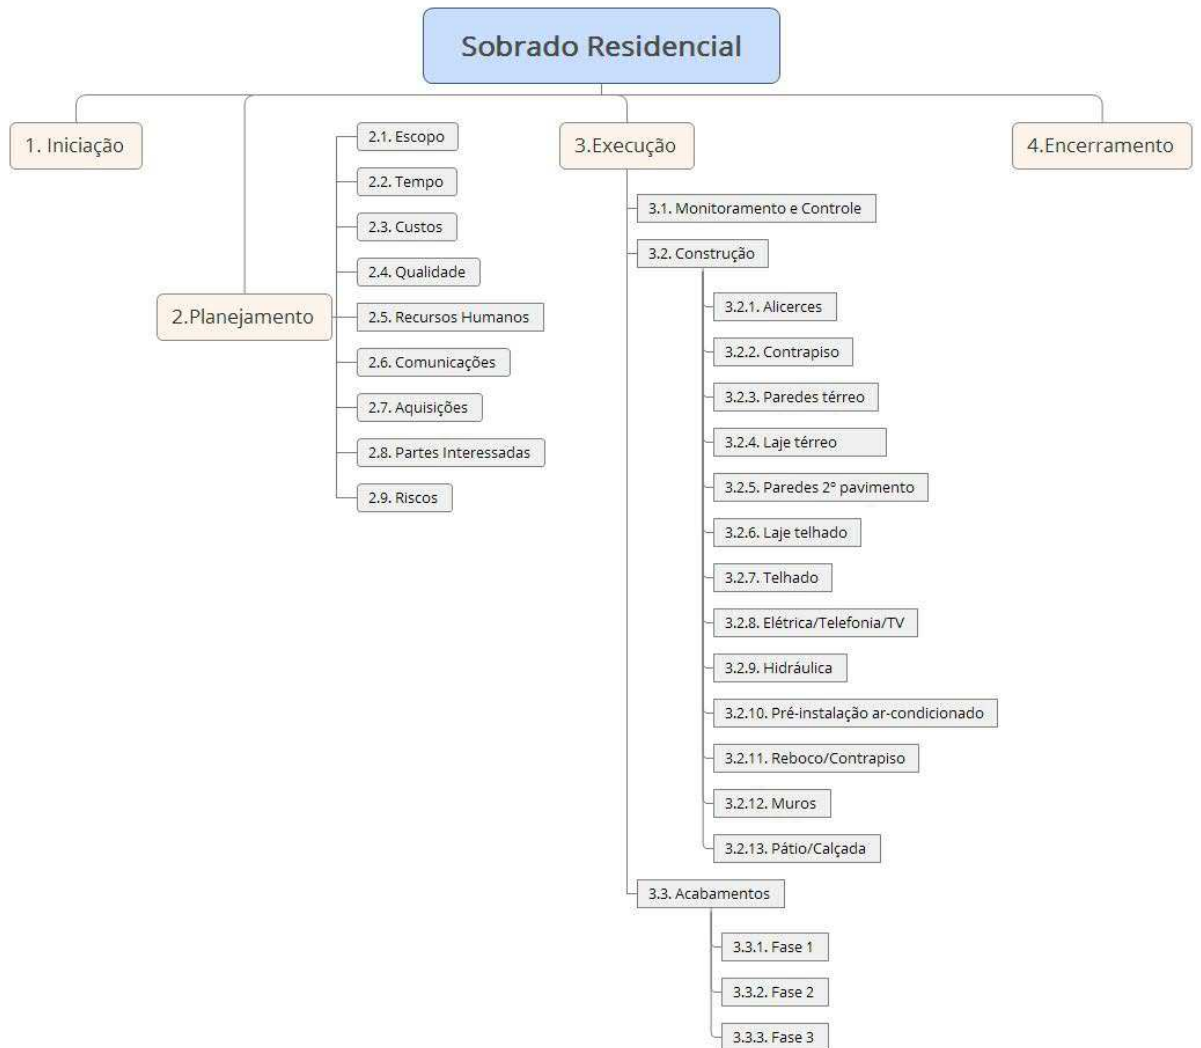 Sobrado Residencial
1. Iniciação
2.Planejamento
2.1. Escopo
2.2. Tempo
2.3. Custos
2.4. Qualidade
2.5. Recursos Humanos
2.6. Comunicações
2.7. Aquisições
2.8. Partes Interessadas
2.9. Riscos
3.Execução
3.1. Monitoramento e Controle
3.2. Construção
3.2.1. Alicerces
3.2.2. Contrapiso
3.2.3. Paredes térreo
3.2.4. Laje térreo
3.2.5. Paredes 2º pavimento
3.2.6. Laje telhado
3.2.7. Telhado
3.2.8. Elétrica/Telefonia/TV
3.2.9. Hidráulica
3.2.10. Pré-instalação ar-condicionado
3.2.11. Reboco/Contrapiso
3.2.12. Muros
3.2.13. Pátio/Calçada
3.3. Acabamentos
3.3.1. Fase 1
3.3.2. Fase 2
3.3.3. Fase 3
4.Encerramento